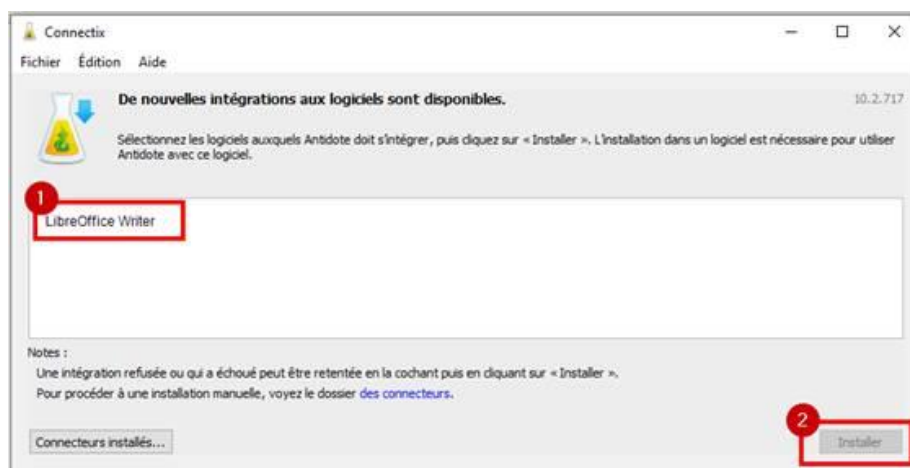 Connectix
Fichier Édition Aide
De nouvelles intégrations aux logiciels sont disponibles.
10.2.717
Sélectionnez les logiciels auxquels Antidote doit s'intégrer, puis cliquez sur « Installer ». L'installation dans un logiciel est nécessaire pour utiliser
Antidote avec ce logiciel.
1
LibreOffice Writer
Notes :
Une intégration refusée ou qui a échoué peut être retentée en la cochant puis en cliquant sur « Installer ».
Pour procéder à une installation manuelle, voyez le dossier des connecteurs.
2
Connecteurs installés...
Installer